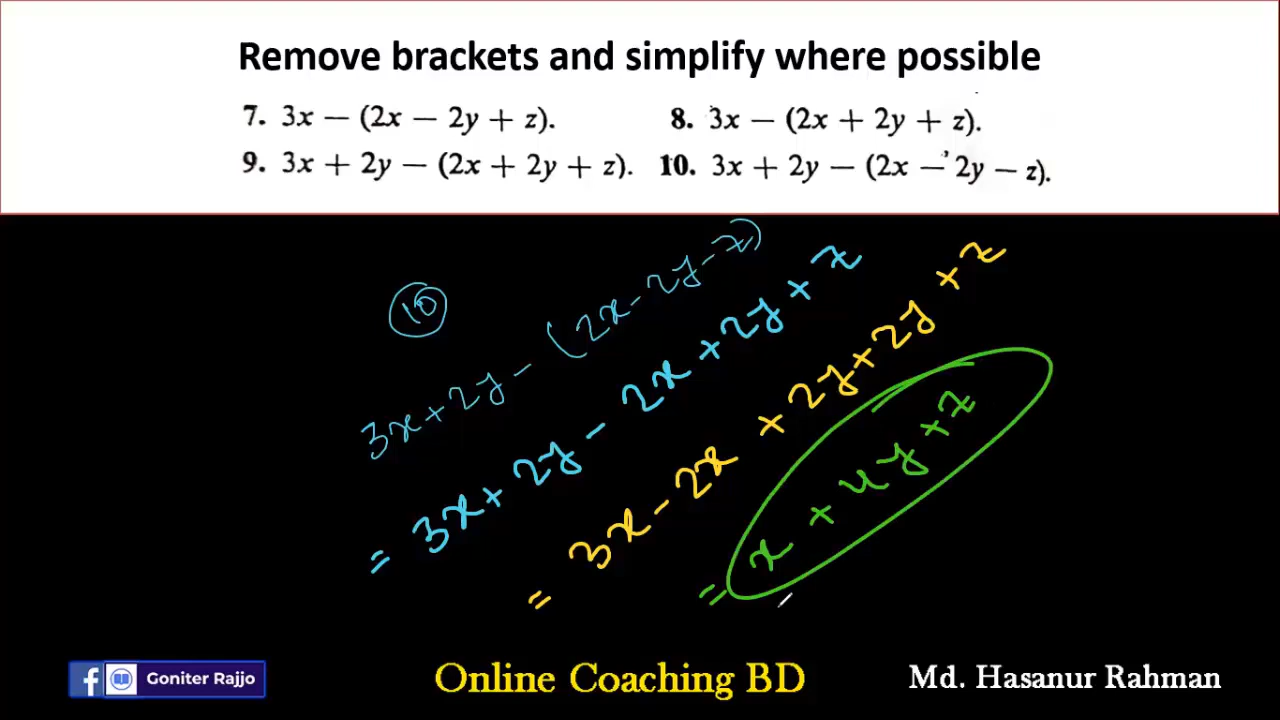 Remove brackets and simplify where possible
7. 3x − (2x − 2y + z).
8. 3x − (2x + 2y + z).
9. 3x + 2y − (2x + 2y + z).
10. 3x + 2y − (2x − 2y − z).
10
3x+2y−(2x−2y−z)
= 3x+2y−2x+2y+z
= 3x−2x+2y+2y+z
= x+4y+z
Goniter Rajjo
Online Coaching BD
Md. Hasanur Rahman